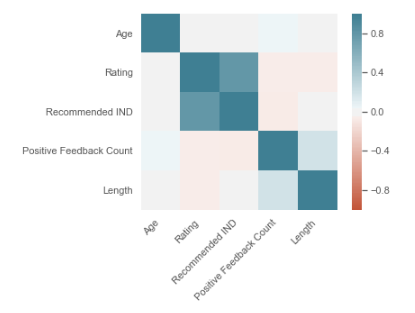 Age
Rating
Recommended IND
Positive Feedback Count
Length
0.8
0.4
0.0
−0.4
−0.8
Age
Rating
Recommended IND
Positive Feedback Count
Length